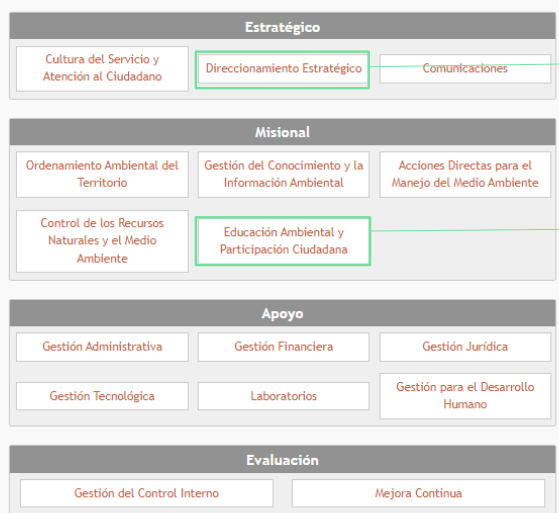 Estratégico
Cultura del Servicio y
Atención al Ciudadano
Direccionamiento Estratégico
Comunicaciones
Misional
Ordenamiento Ambiental del
Territorio
Gestión del Conocimiento y la
Información Ambiental
Acciones Directas para el
Manejo del Medio Ambiente
Control de los Recursos
Naturales y el Medio
Ambiente
Educación Ambiental y
Participación Ciudadana
Apoyo
Gestión Administrativa
Gestión Financiera
Gestión Jurídica
Gestión Tecnológica
Laboratorios
Gestión para el Desarrollo
Humano
Evaluación
Gestión del Control Interno
Mejora Continua